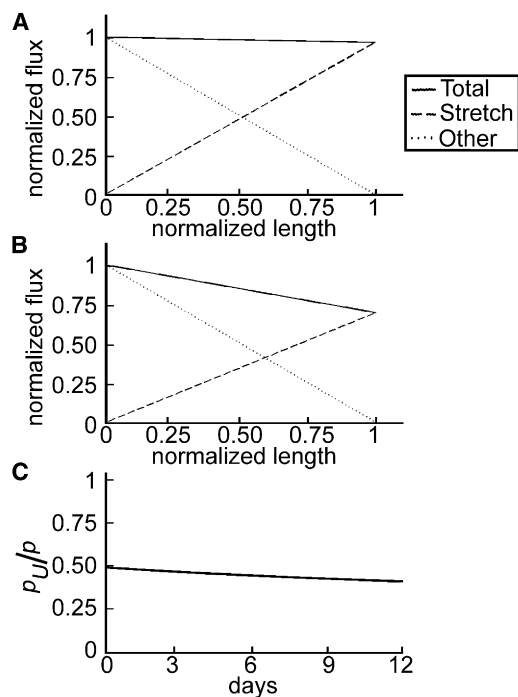 A
normalized flux
1
0.75
0.50
0.25
0
0 0.25 0.50 0.75 1
normalized length
Total
Stretch
Other
B
normalized flux
1
0.75
0.50
0.25
0
0 0.25 0.50 0.75 1
normalized length
C
pU/p
1
0.75
0.50
0.25
0
0 3 6 9 12
days